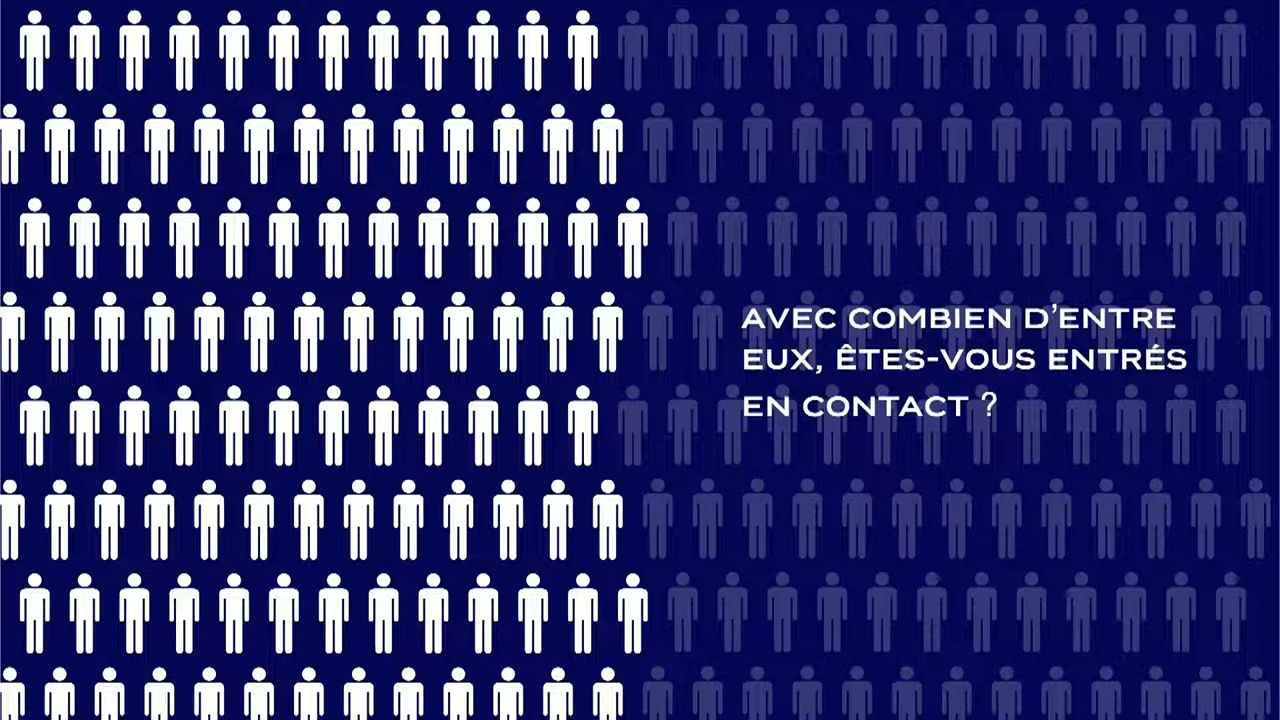 AVEC COMBIEN D’ENTRE
EUX, ÊTES-VOUS ENTRÉS
EN CONTACT ?